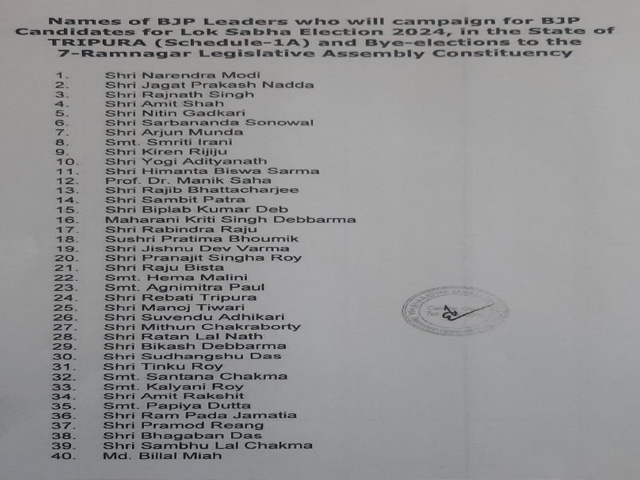 Names of BJP Leaders who will campaign for BJP
Candidates for Lok Sabha Election 2024, in the State of
TRIPURA (Schedule-1A) and Bye-elections to the
7-Ramnagar Legislative Assembly Constituency
1. Shri Narendra Modi
2. Shri Jagat Prakash Nadda
3. Shri Rajnath Singh
4. Shri Amit Shah
5. Shri Nitin Gadkari
6. Shri Sarbananda Sonowal
7. Shri Arjun Munda
8. Smt. Smriti Irani
9. Shri Kiren Rijiju
10. Shri Yogi Adityanath
11. Shri Himanta Biswa Sarma
12. Prof. Dr. Manik Saha
13. Shri Rajib Bhattacharjee
14. Shri Sambit Patra
15. Shri Biplab Kumar Deb
16. Maharani Kriti Singh Debbarma
17. Shri Rabindra Raju
18. Sushri Pratima Bhoumik
19. Shri Jishnu Dev Varma
20. Shri Pranajit Singha Roy
21. Shri Raju Bista
22. Smt. Hema Malini
23. Smt. Agnimitra Paul
24. Shri Rebati Tripura
25. Shri Manoj Tiwari
26. Shri Suvendu Adhikari
27. Shri Mithun Chakraborty
28. Shri Ratan Lal Nath
29. Shri Bikash Debbarma
30. Shri Sudhangshu Das
31. Shri Tinku Roy
32. Smt. Santana Chakma
33. Smt. Kalyani Roy
34. Shri Amit Rakshit
35. Smt. Papiya Dutta
36. Shri Ram Pada Jamatia
37. Shri Pramod Reang
38. Shri Bhagaban Das
39. Shri Sambhu Lal Chakma
40. Md. Billal Miah